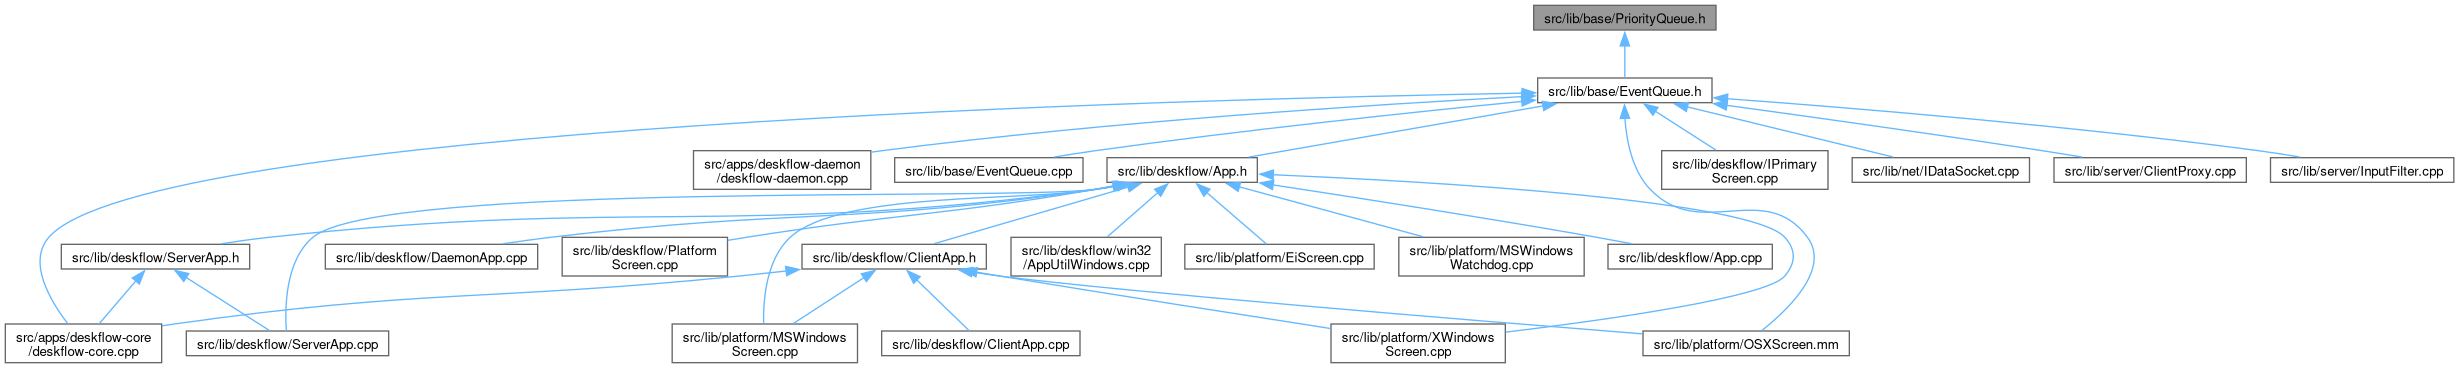 src/lib/base/PriorityQueue.h
src/lib/base/EventQueue.h
src/apps/deskflow-daemon
/deskflow-daemon.cpp
src/lib/base/EventQueue.cpp
src/lib/deskflow/App.h
src/lib/deskflow/IPrimary
Screen.cpp
src/lib/net/IDataSocket.cpp
src/lib/server/ClientProxy.cpp
src/lib/server/InputFilter.cpp
src/lib/deskflow/ServerApp.h
src/lib/deskflow/DaemonApp.cpp
src/lib/deskflow/Platform
Screen.cpp
src/lib/deskflow/ClientApp.h
src/lib/deskflow/win32
/AppUtilWindows.cpp
src/lib/platform/EiScreen.cpp
src/lib/platform/MSWindows
Watchdog.cpp
src/lib/deskflow/App.cpp
src/apps/deskflow-core
/deskflow-core.cpp
src/lib/deskflow/ServerApp.cpp
src/lib/platform/MSWindows
Screen.cpp
src/lib/deskflow/ClientApp.cpp
src/lib/platform/XWindows
Screen.cpp
src/lib/platform/OSXScreen.mm